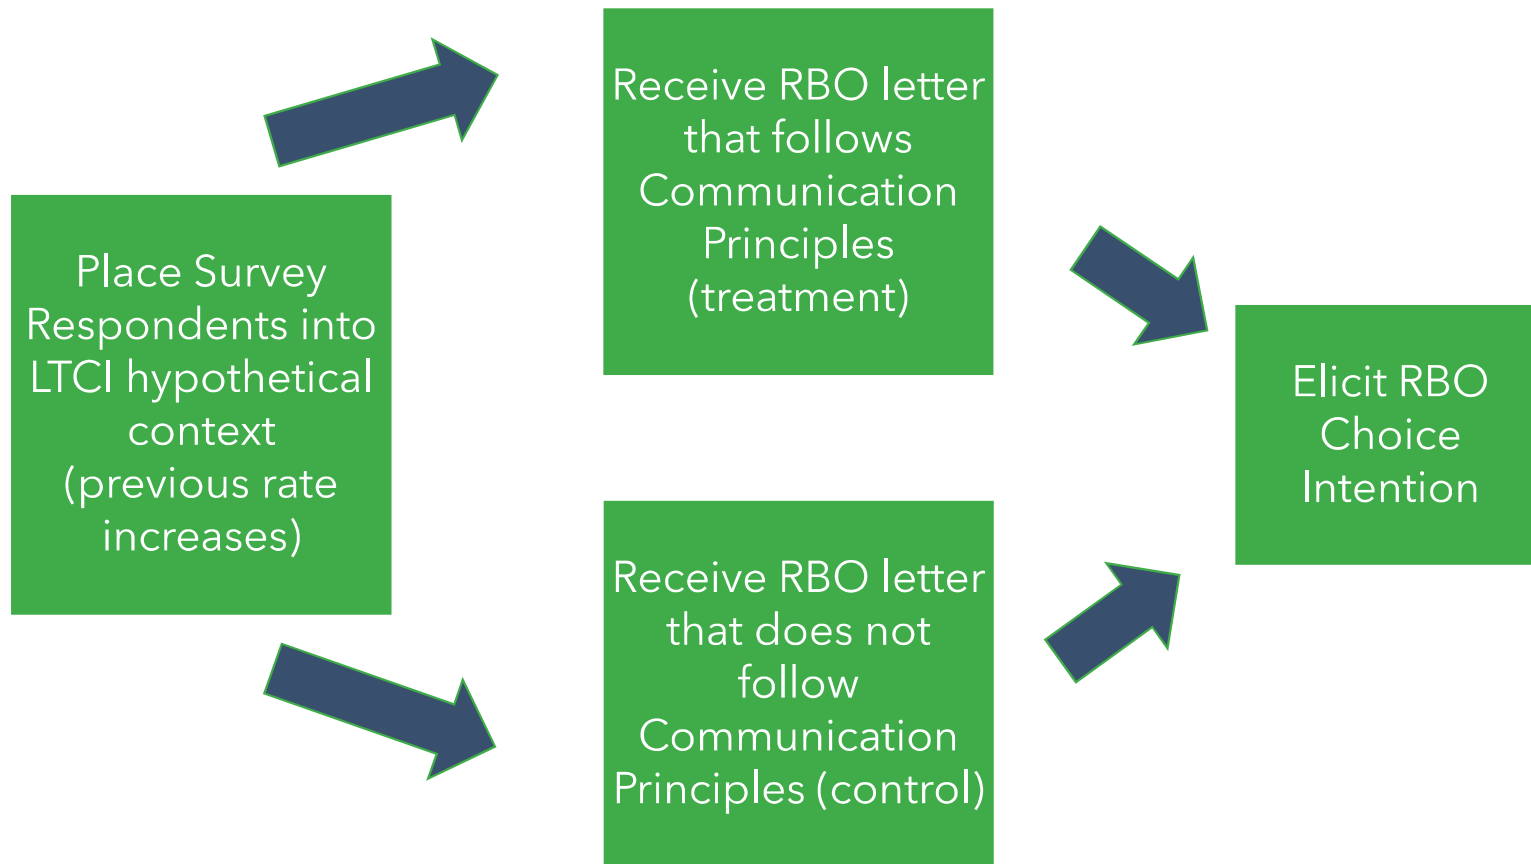 Place Survey
Respondents into
LTCI hypothetical
context
(previous rate
increases)
Receive RBO letter
that follows
Communication
Principles
(treatment)
Receive RBO letter
that does not
follow
Communication
Principles (control)
Elicit RBO
Choice
Intention